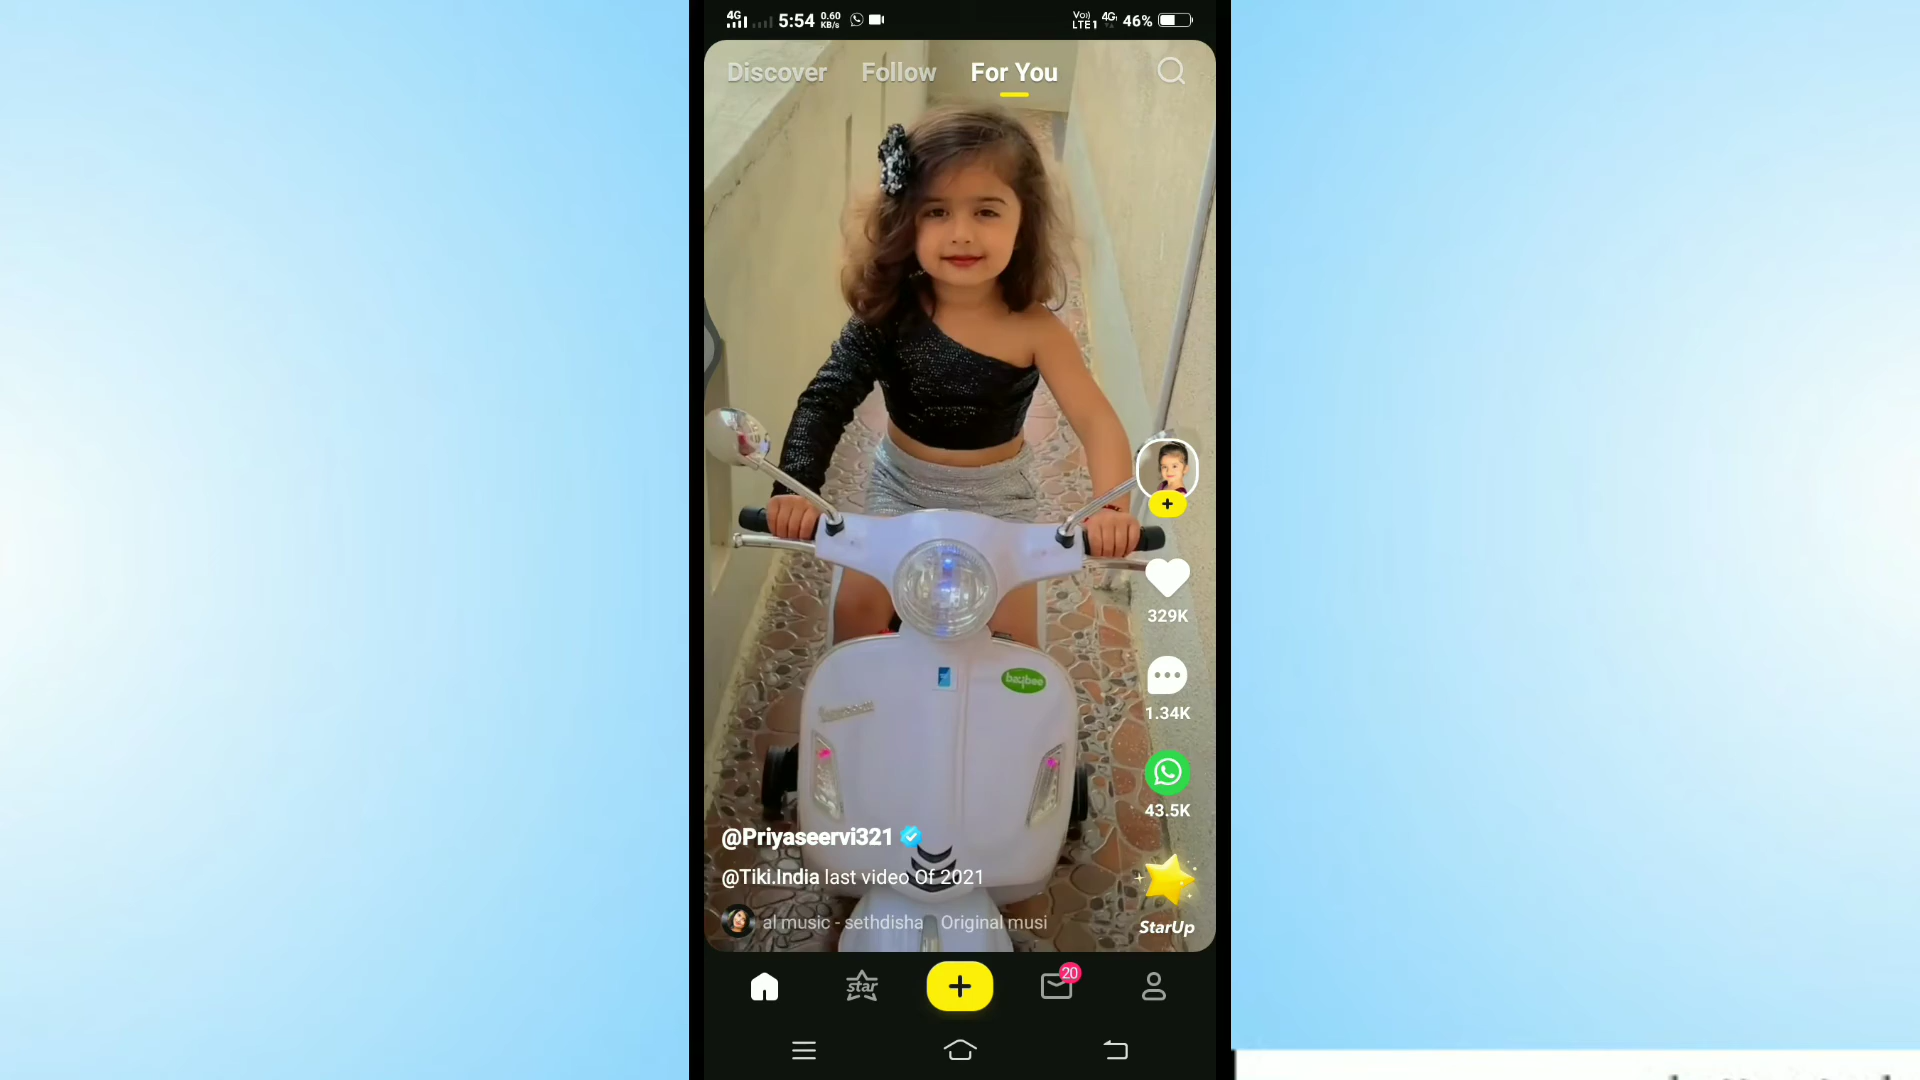 4G 5:54 0.60 KB/s Vo) LTE1 4G 46%
Discover Follow For You
329K
1.34K
baybee
43.5K
@Priyaseervi321
@Tiki.India last video Of 2021
al music - sethdisha Original musi
StarUp
star
20